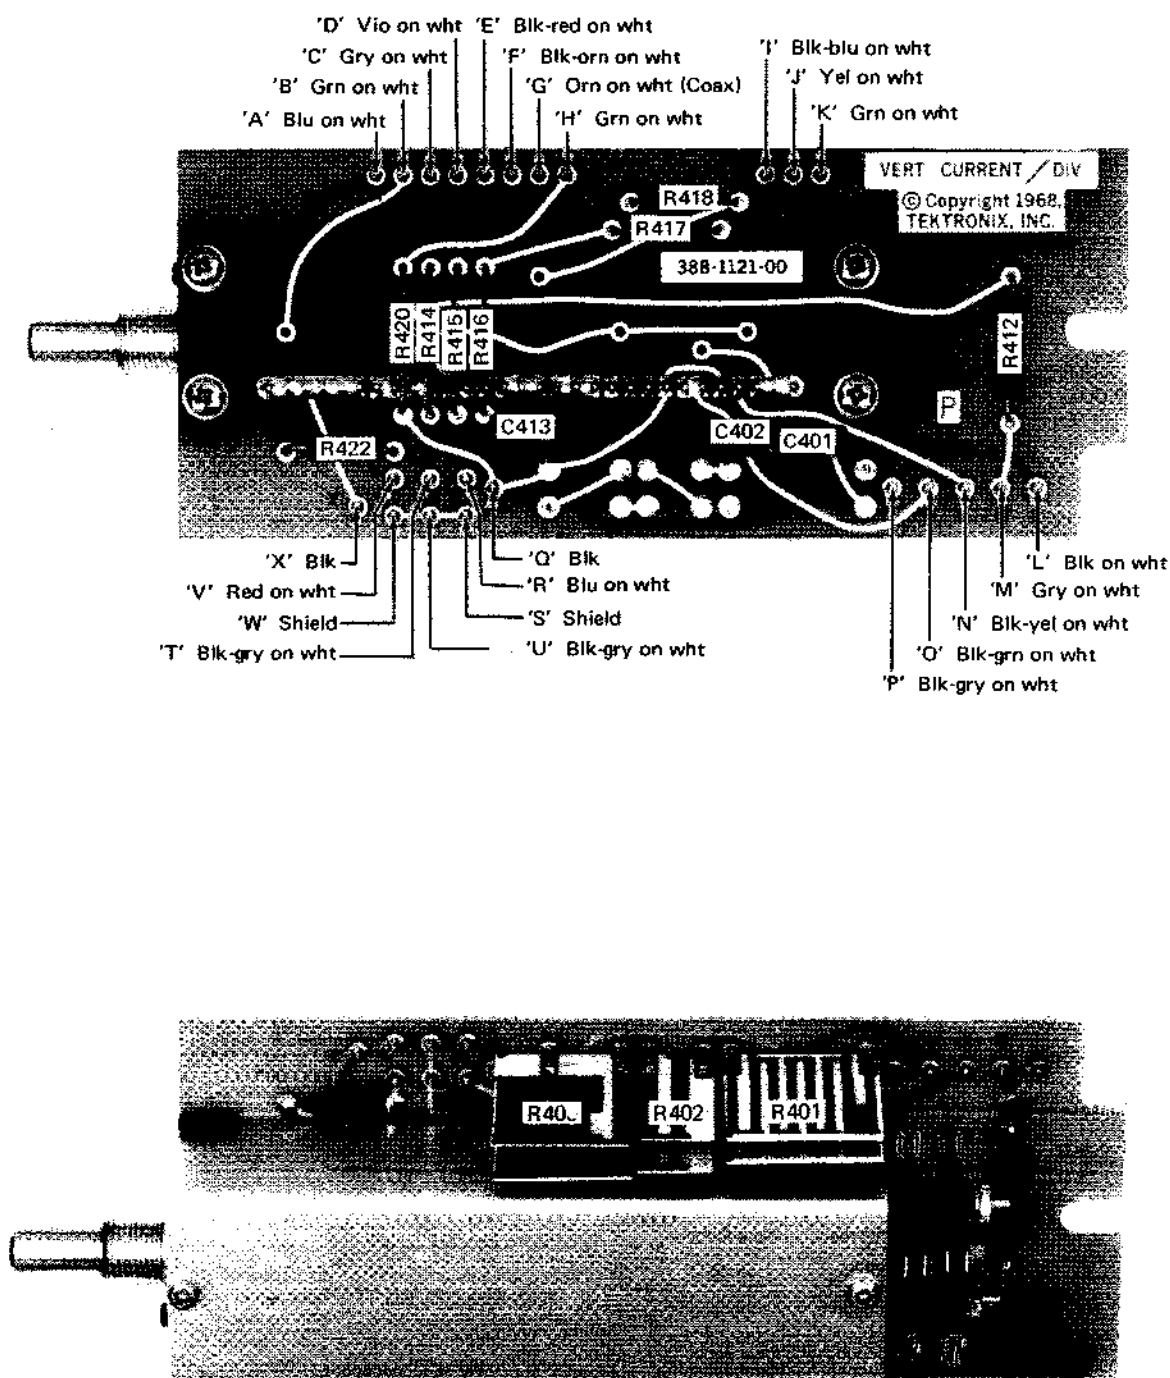 'D' Vio on wht 'E' Blk-red on wht
'C' Gry on wht 'F' Blk-orn on wht
'B' Grn on wht 'G' Orn on wht (Coax)
'A' Blu on wht 'H' Grn on wht
'I' Blk-blu on wht
'J' Yel on wht
'K' Grn on wht
VERT CURRENT / DIV
© Copyright 1968,
TEKTRONIX, INC.
R418
R417
388-1121-00
R420
R414
R415
R416
R412
P
C413
C402
C401
R422
'X' Blk
'V' Red on wht
'W' Shield
'T' Blk-gry on wht
'Q' Blk
'R' Blu on wht
'S' Shield
'U' Blk-gry on wht
'L' Blk on wht
'M' Gry on wht
'N' Blk-yel on wht
'O' Blk-grn on wht
'P' Blk-gry on wht
R402
R401